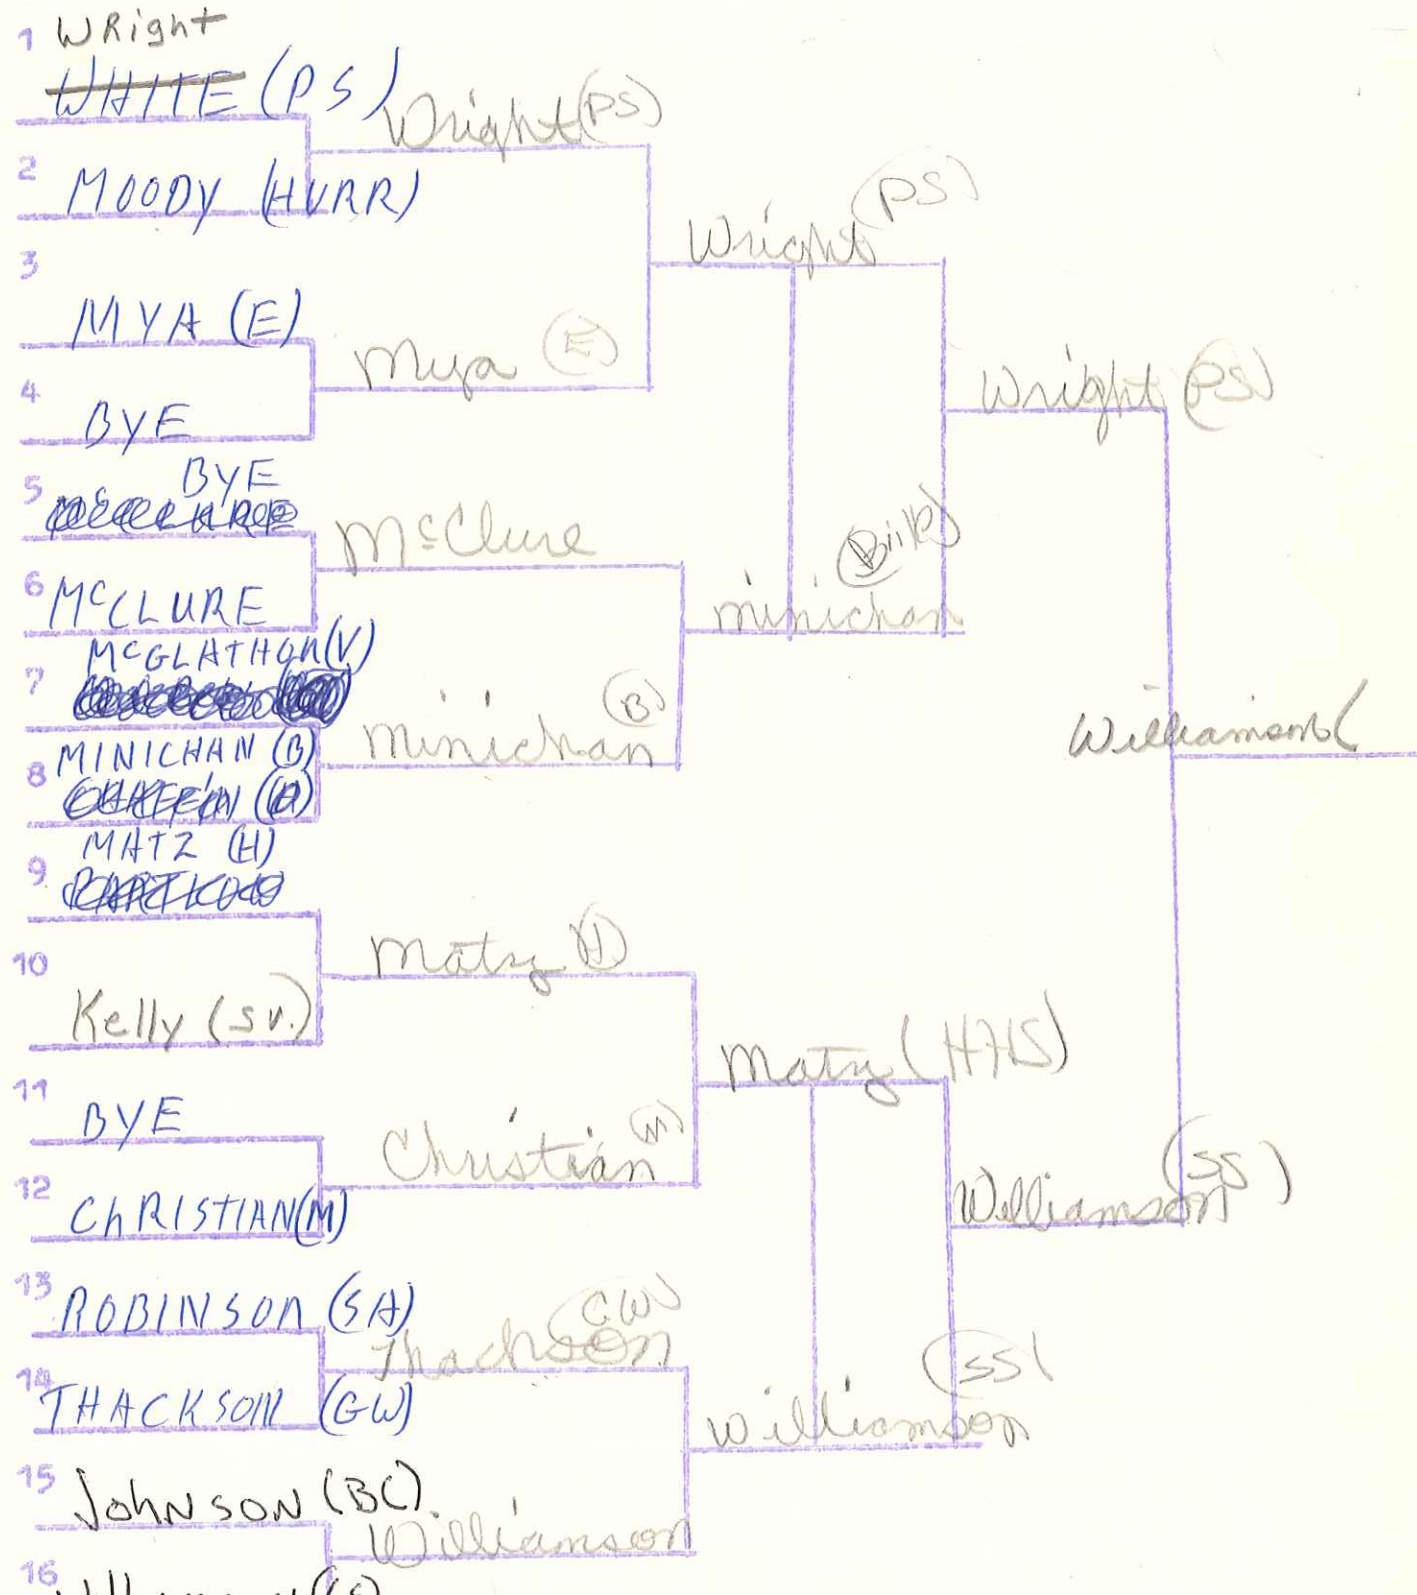 1 WRight
WHITE (PS)
Wright (PS)
2 MOODY (HURR)
Wright (PS)
3
MYA (E)
Mya (E)
Wright (PS)
4
BYE
5 BYE
McClure
6 McCLURE
minichan
7 McGLATHON (V)
Minichan (B)
Williamson (
8 MINICHAN (B)
9 MATZ (H)
Matz (H)
10
Kelly (SV.)
Matz (HHS)
11
BYE
Christian (M)
12
CHRISTIAN (M)
Williamson (SS)
13
ROBINSON (SA)
Thackson (GW)
14
THACKSON (GW)
Williamson (SS)
15
JOHNSON (BC)
Williamson
16